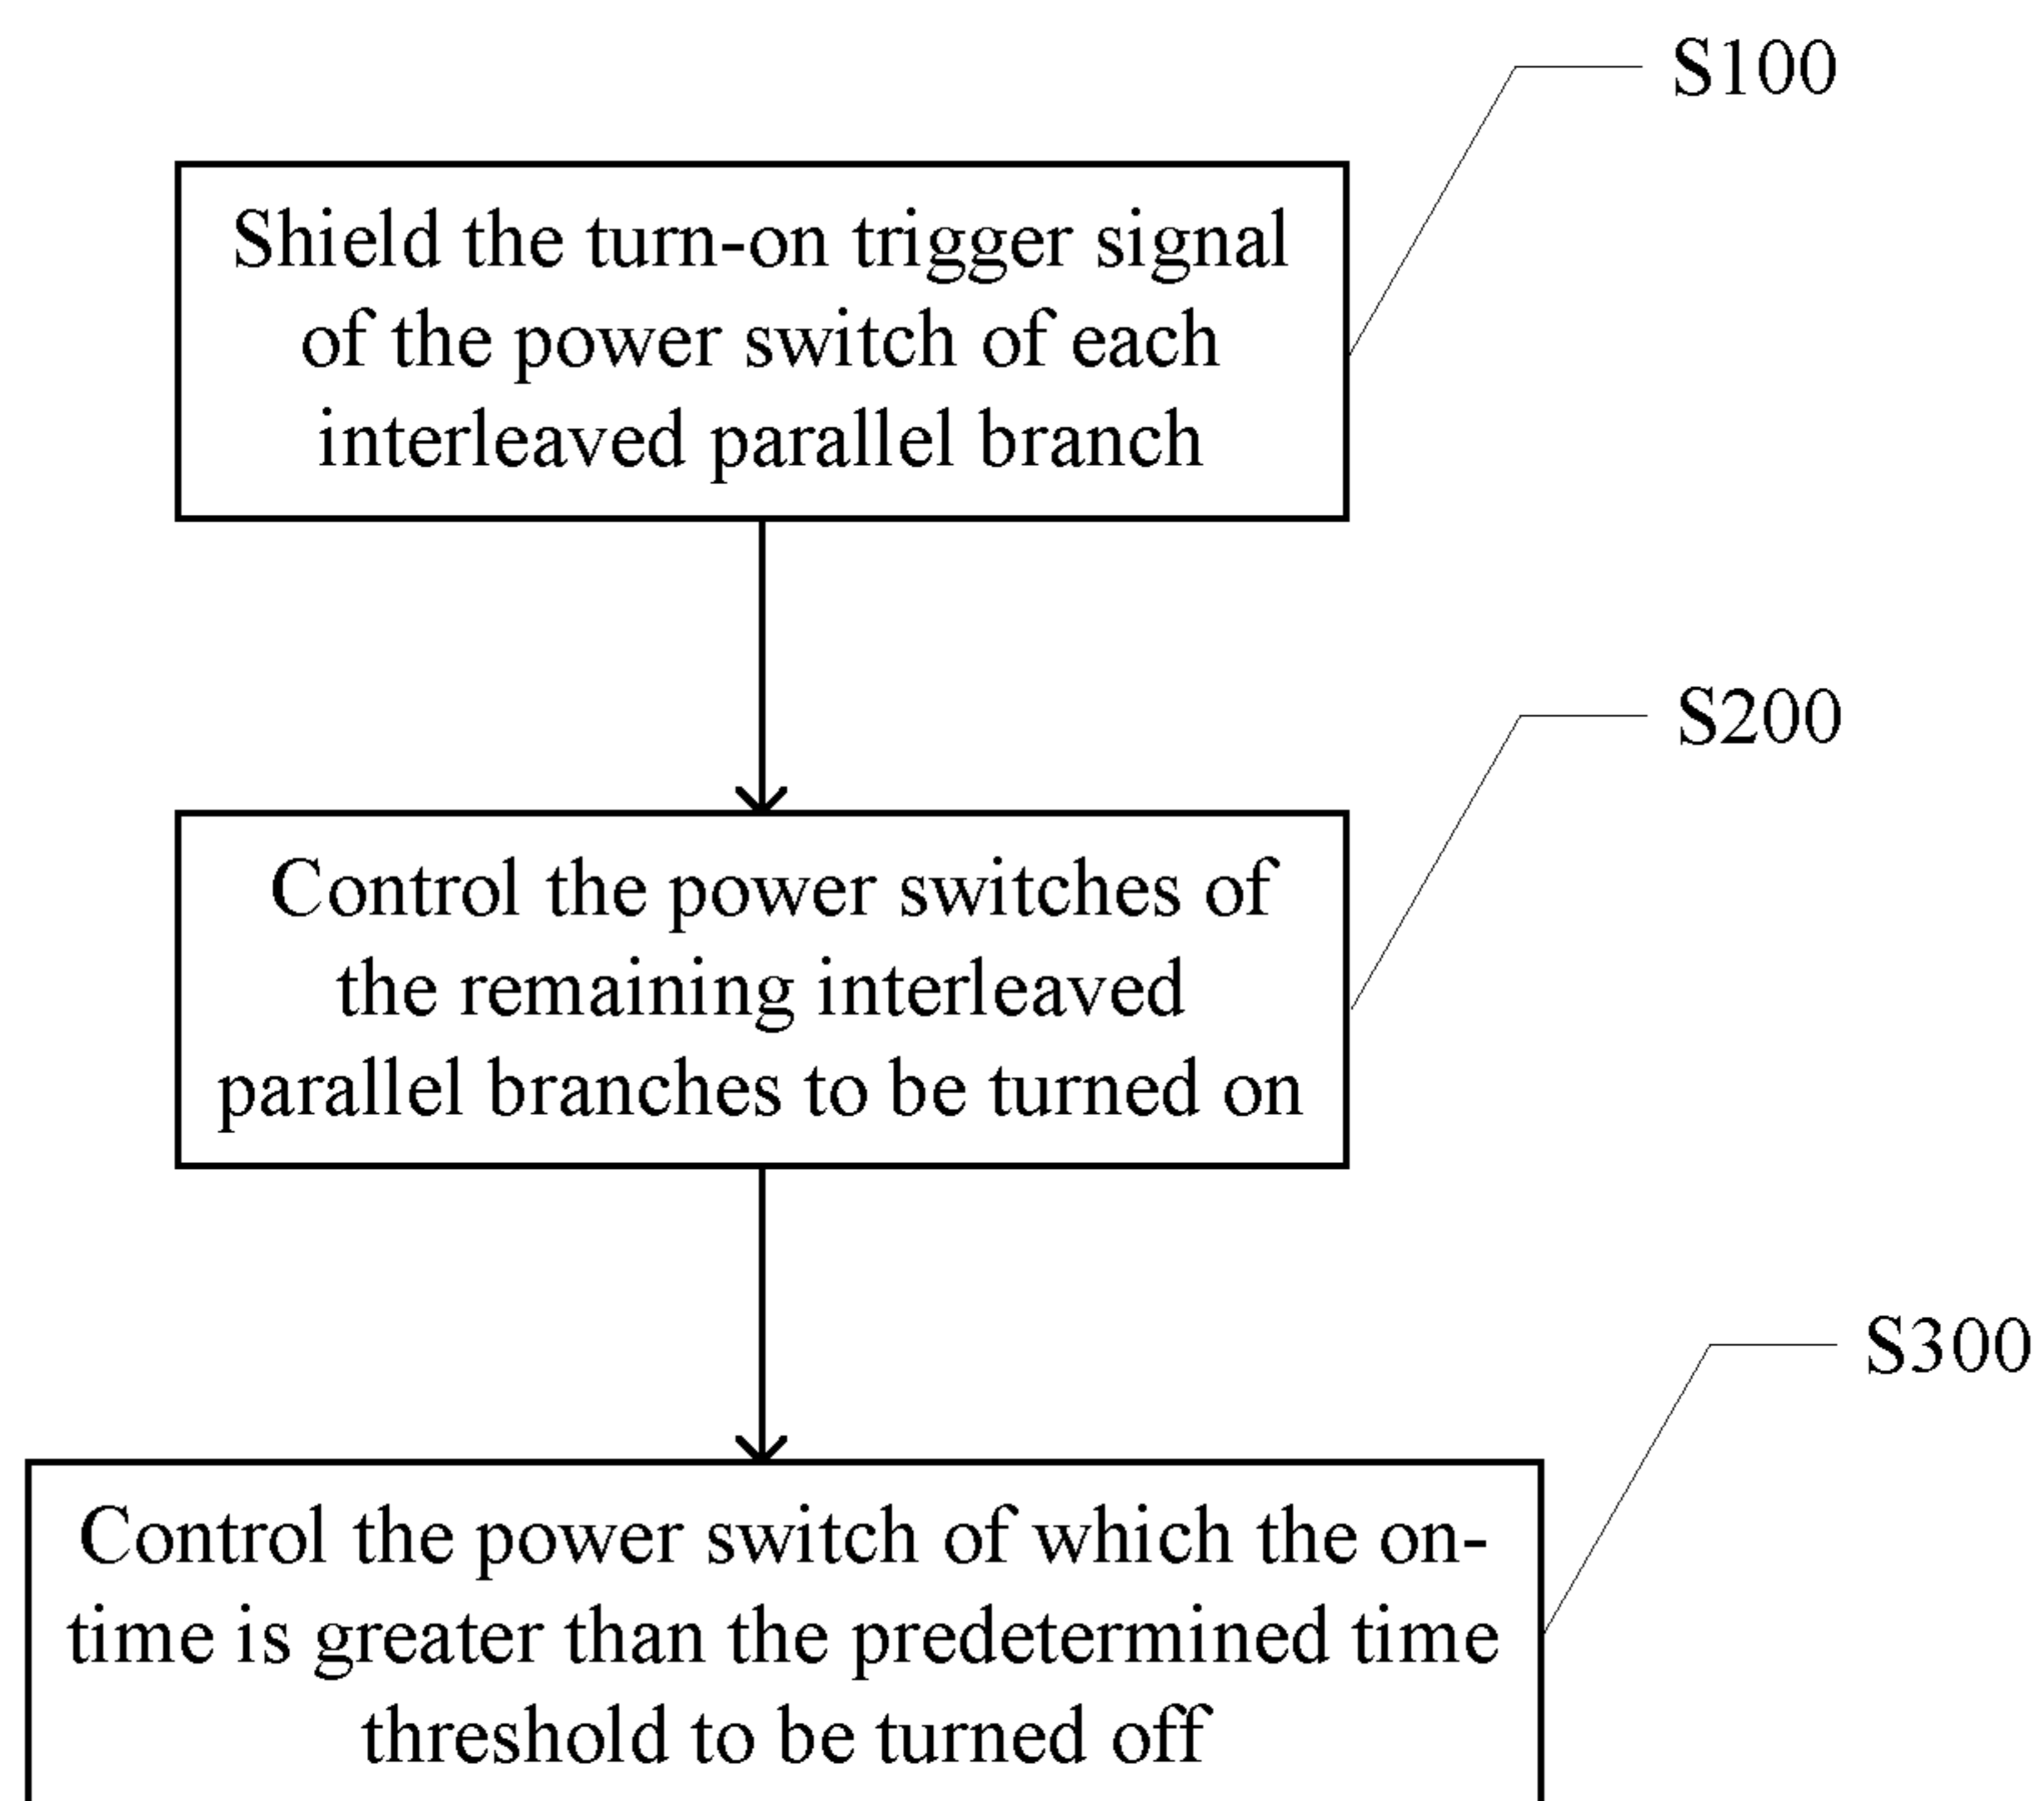 S100
Shield the turn-on trigger signal
of the power switch of each
interleaved parallel branch
S200
Control the power switches of
the remaining interleaved
parallel branches to be turned on
S300
Control the power switch of which the on-
time is greater than the predetermined time
threshold to be turned off